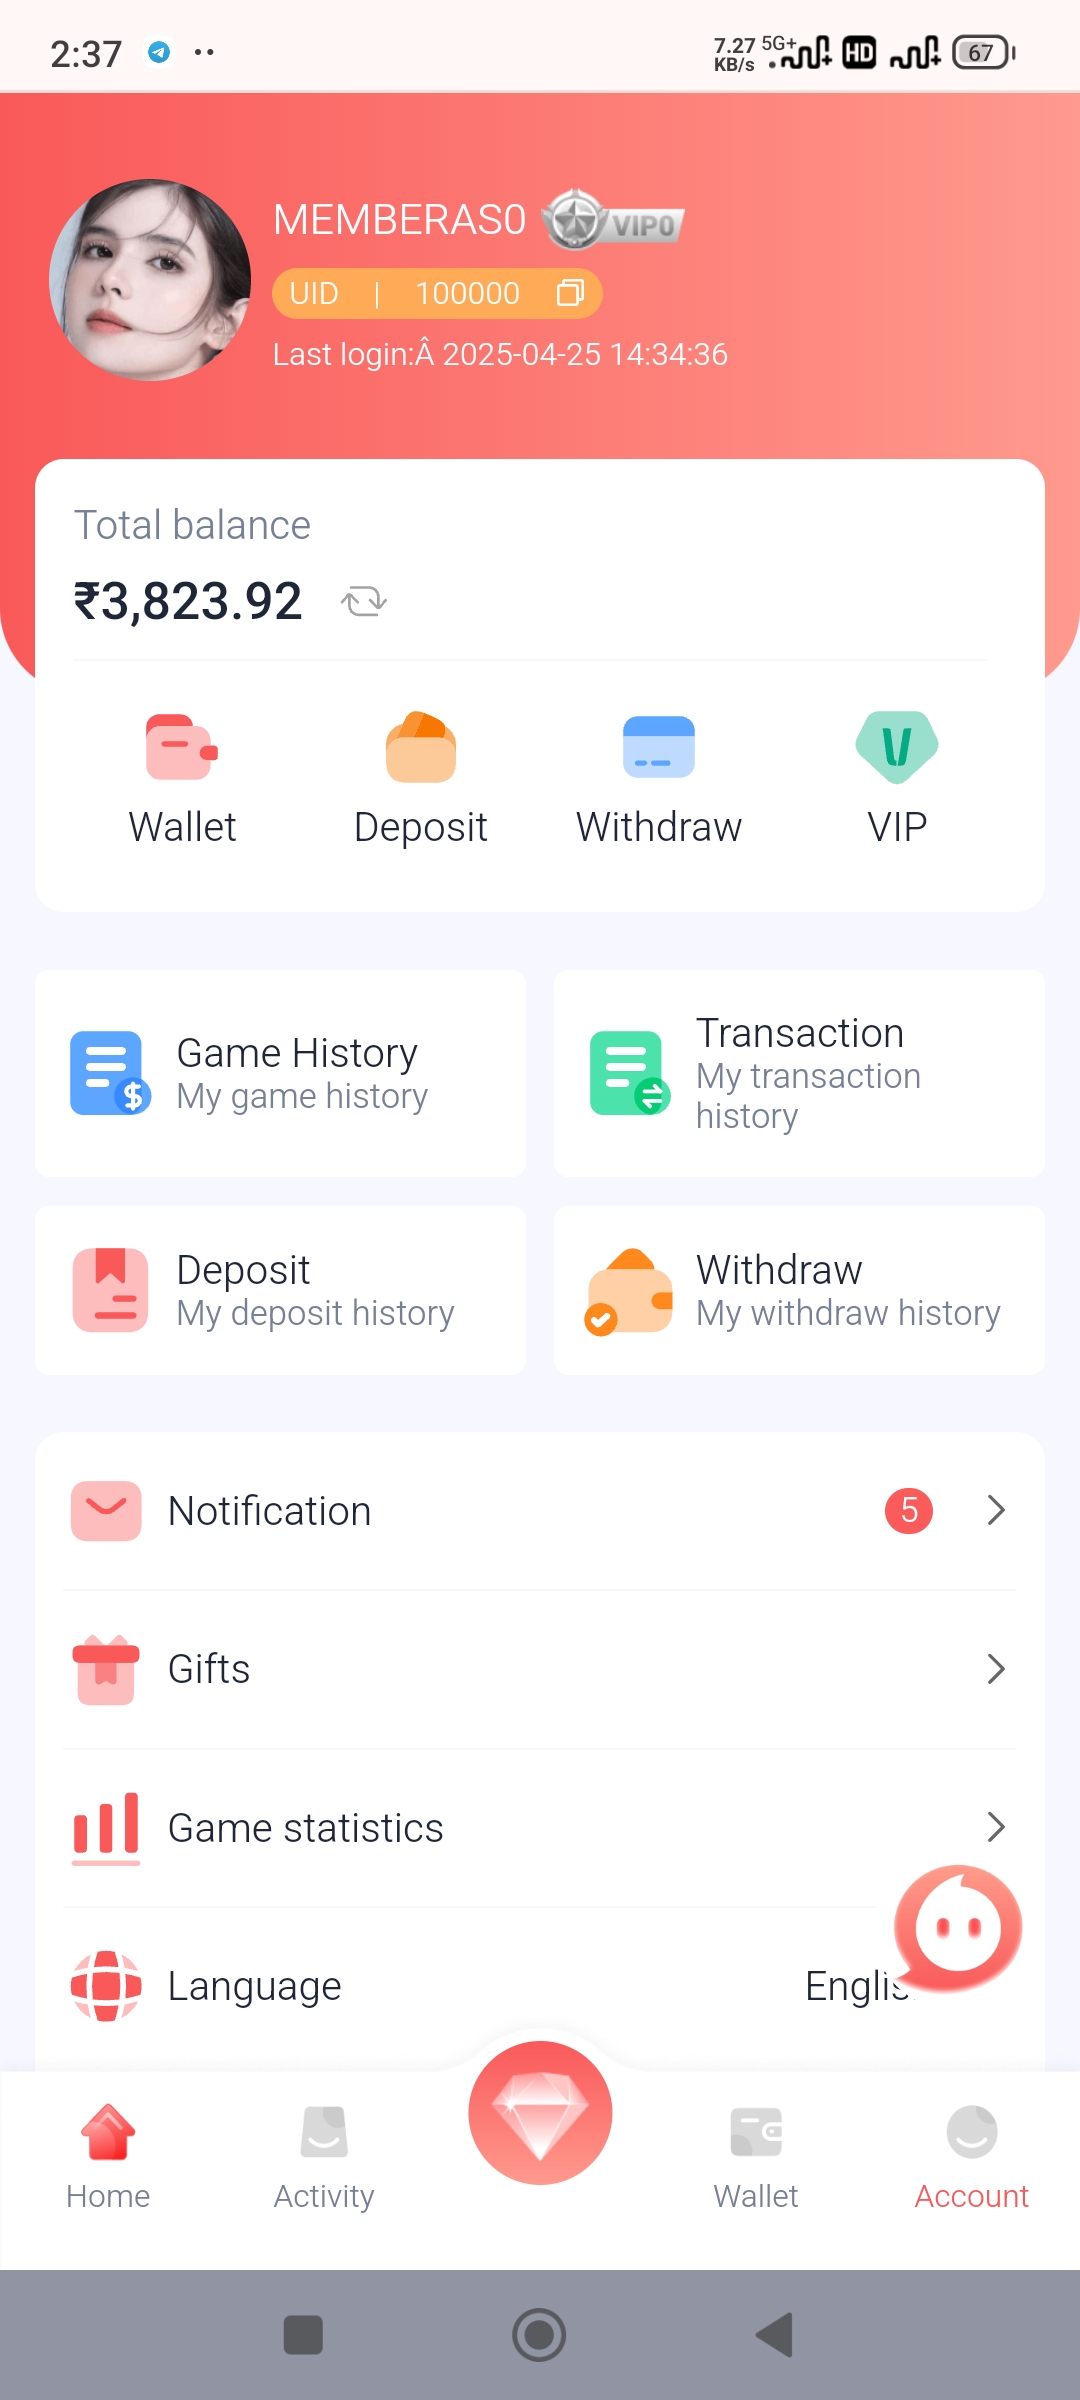 2:37
7.27 KB/s 5G+ HD 67
MEMBERAS0 VIP0
UID | 100000
Last login:Â 2025-04-25 14:34:36
Total balance
₹3,823.92
Wallet Deposit Withdraw VIP
Game History
My game history
Transaction
My transaction
history
Deposit
My deposit history
Withdraw
My withdraw history
Notification 5
Gifts
Game statistics
Language
Home Activity Wallet Account